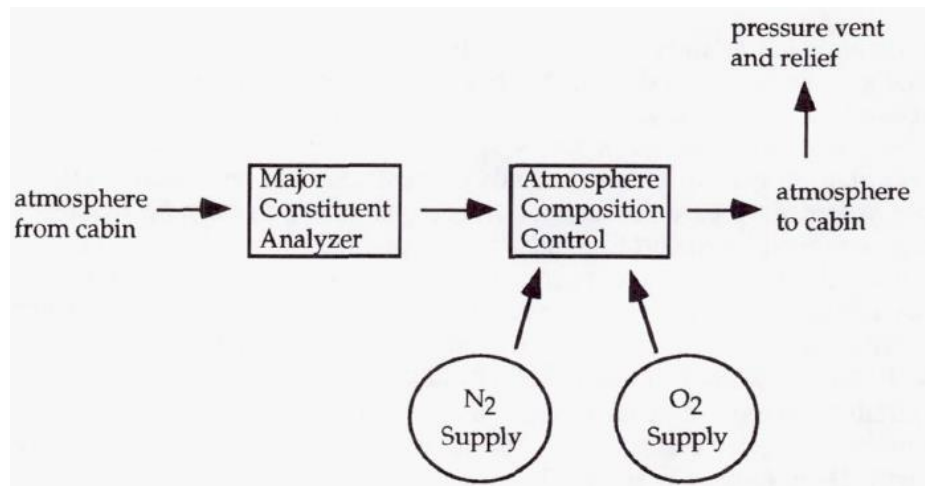 pressure vent
and relief
atmosphere
from cabin
Major
Constituent
Analyzer
Atmosphere
Composition
Control
atmosphere
to cabin
N2
Supply
O2
Supply